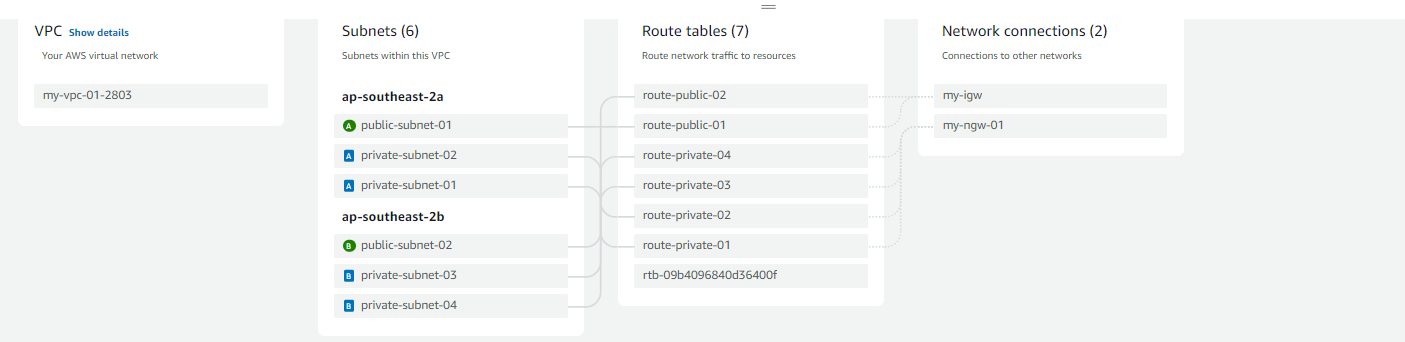 VPC Show details
Your AWS virtual network
my-vpc-01-2803
Subnets (6)
Subnets within this VPC
ap-southeast-2a
A public-subnet-01
A private-subnet-02
A private-subnet-01
ap-southeast-2b
B public-subnet-02
B private-subnet-03
B private-subnet-04
Route tables (7)
Route network traffic to resources
route-public-02
route-public-01
route-private-04
route-private-03
route-private-02
route-private-01
rtb-09b4096840d36400f
Network connections (2)
Connections to other networks
my-igw
my-ngw-01